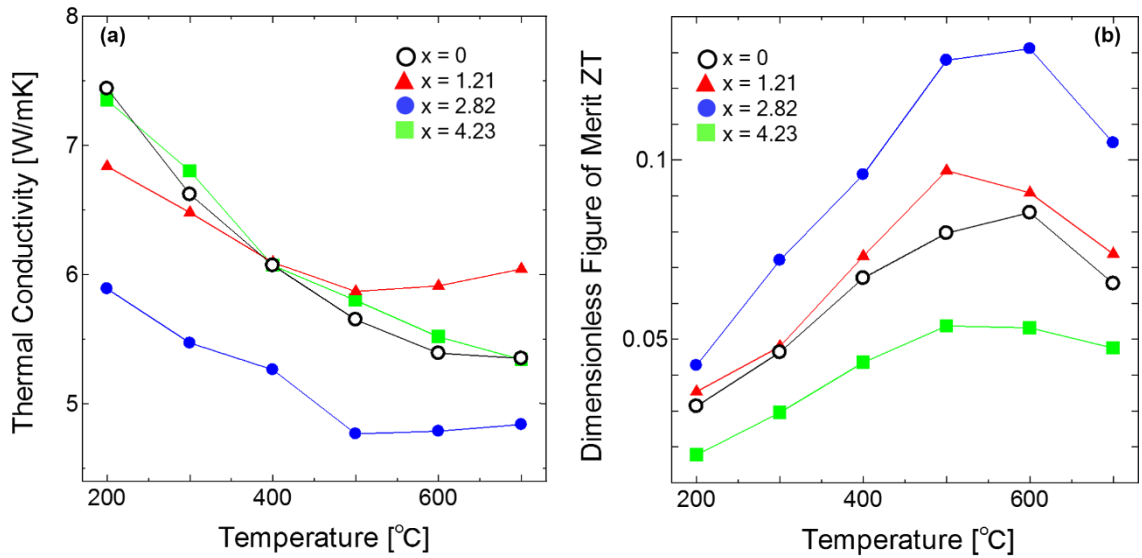 (a)
x = 0
x = 1.21
x = 2.82
x = 4.23
Thermal Conductivity [W/mK]
8
7
6
5
200
400
600
Temperature [°C]
(b)
x = 0
x = 1.21
x = 2.82
x = 4.23
Dimensionless Figure of Merit ZT
0.1
0.05
200
400
600
Temperature [°C]